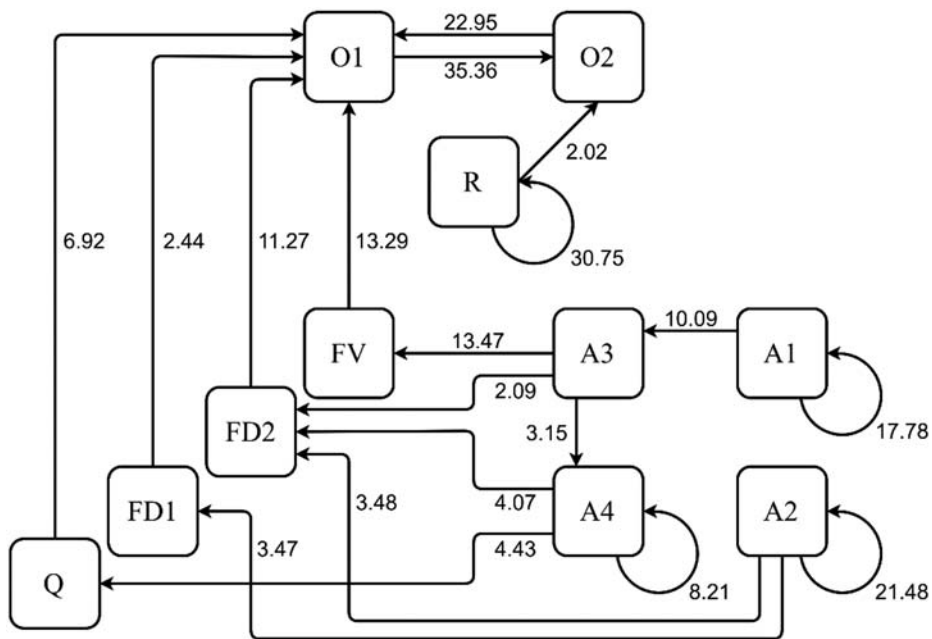 22.95
O1
O2
35.36
R
2.02
6.92
2.44
11.27
13.29
30.75
10.09
FV
13.47
A3
A1
2.09
FD2
3.15
17.78
FD1
3.48
4.07
A4
A2
3.47
4.43
Q
8.21
21.48